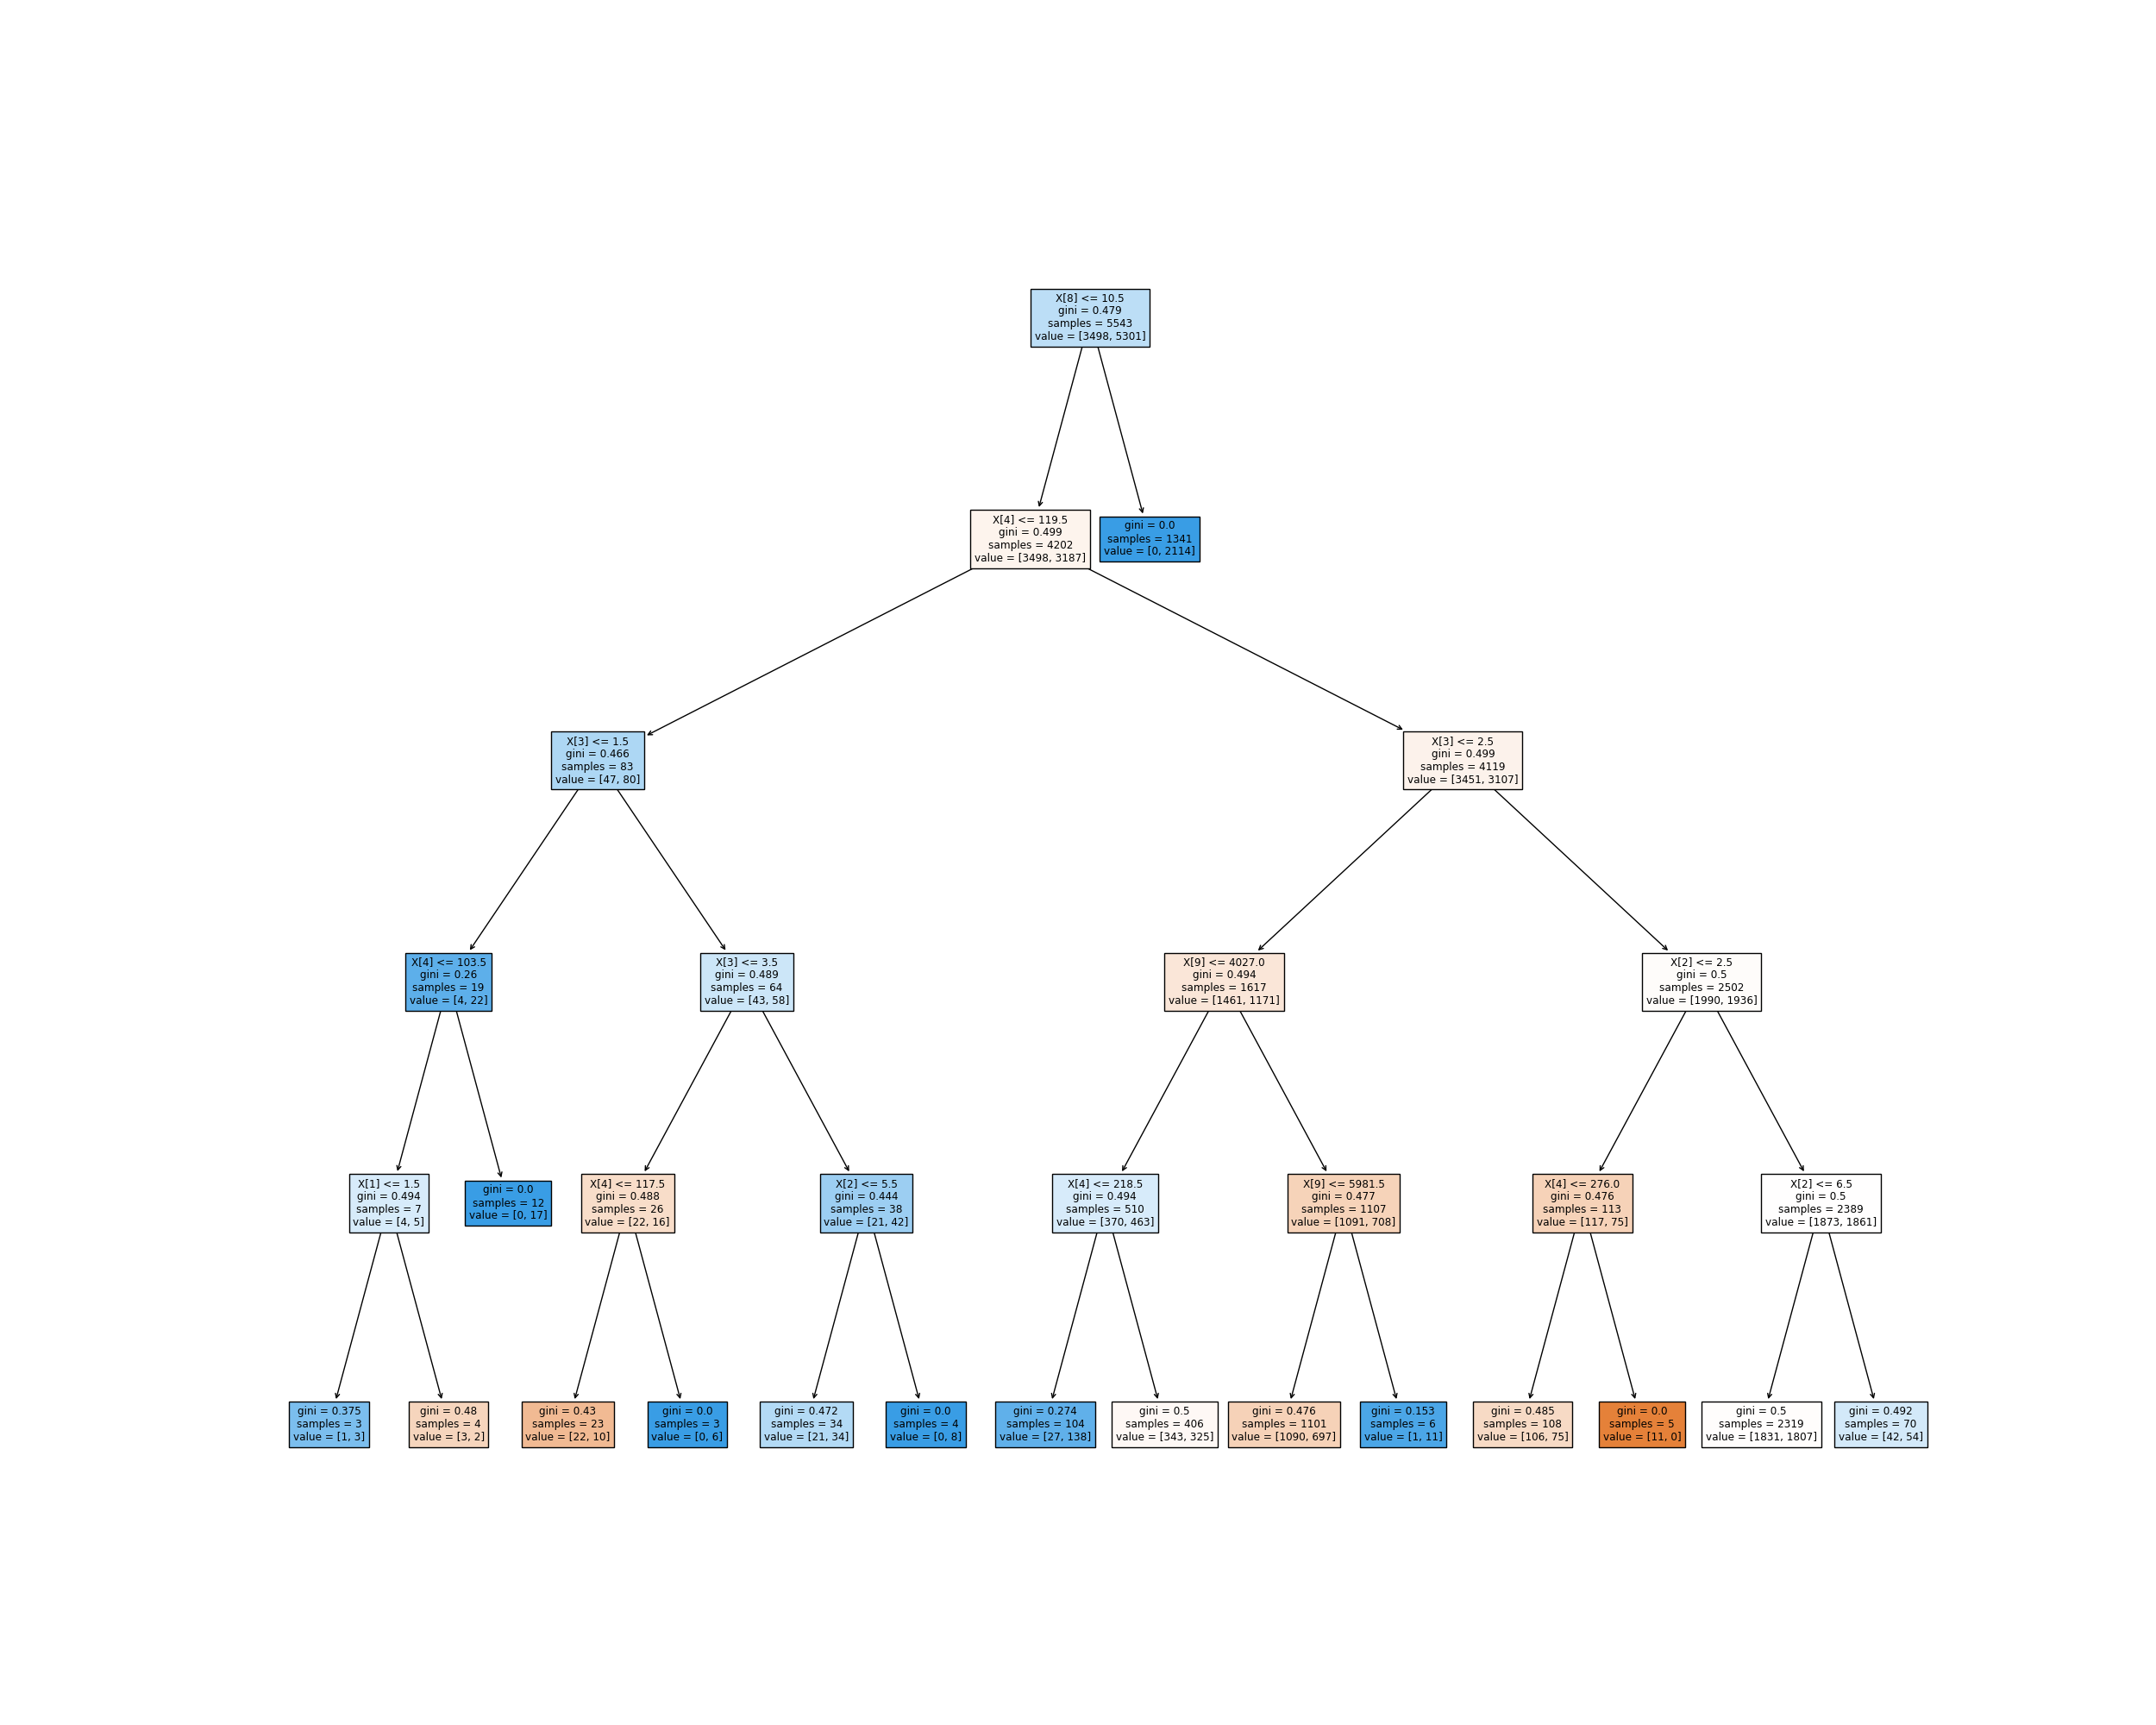 X[8] <= 10.5
gini = 0.479
samples = 5543
value = [3498, 5301]
X[4] <= 119.5
gini = 0.499
samples = 4202
value = [3498, 3187]
gini = 0.0
samples = 1341
value = [0, 2114]
X[3] <= 1.5
gini = 0.466
samples = 83
value = [47, 80]
X[3] <= 2.5
gini = 0.499
samples = 4119
value = [3451, 3107]
X[4] <= 103.5
gini = 0.26
samples = 19
value = [4, 22]
X[3] <= 3.5
gini = 0.489
samples = 64
value = [43, 58]
X[9] <= 4027.0
gini = 0.494
samples = 1617
value = [1461, 1171]
X[2] <= 2.5
gini = 0.5
samples = 2502
value = [1990, 1936]
X[1] <= 1.5
gini = 0.494
samples = 7
value = [4, 5]
gini = 0.0
samples = 12
value = [0, 17]
X[4] <= 117.5
gini = 0.488
samples = 26
value = [22, 16]
X[2] <= 5.5
gini = 0.444
samples = 38
value = [21, 42]
X[4] <= 218.5
gini = 0.494
samples = 510
value = [370, 463]
X[9] <= 5981.5
gini = 0.477
samples = 1107
value = [1091, 708]
X[4] <= 276.0
gini = 0.476
samples = 113
value = [117, 75]
X[2] <= 6.5
gini = 0.5
samples = 2389
value = [1873, 1861]
gini = 0.375
samples = 3
value = [1, 3]
gini = 0.48
samples = 4
value = [3, 2]
gini = 0.43
samples = 23
value = [22, 10]
gini = 0.0
samples = 3
value = [0, 6]
gini = 0.472
samples = 34
value = [21, 34]
gini = 0.0
samples = 4
value = [0, 8]
gini = 0.274
samples = 104
value = [27, 138]
gini = 0.5
samples = 406
value = [343, 325]
gini = 0.476
samples = 1101
value = [1090, 697]
gini = 0.153
samples = 6
value = [1, 11]
gini = 0.485
samples = 108
value = [106, 75]
gini = 0.0
samples = 5
value = [11, 0]
gini = 0.5
samples = 2319
value = [1831, 1807]
gini = 0.492
samples = 70
value = [42, 54]